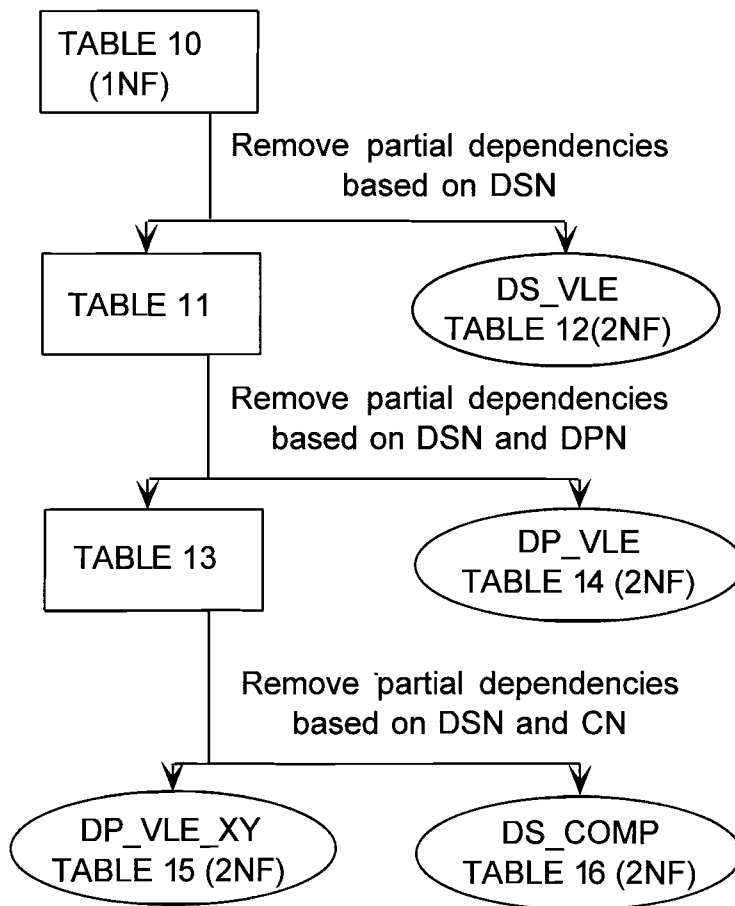 TABLE 10
(1NF)
Remove partial dependencies
based on DSN
TABLE 11
DS_VLE
TABLE 12(2NF)
Remove partial dependencies
based on DSN and DPN
TABLE 13
DP_VLE
TABLE 14 (2NF)
Remove partial dependencies
based on DSN and CN
DP_VLE_XY
TABLE 15 (2NF)
DS_COMP
TABLE 16 (2NF)